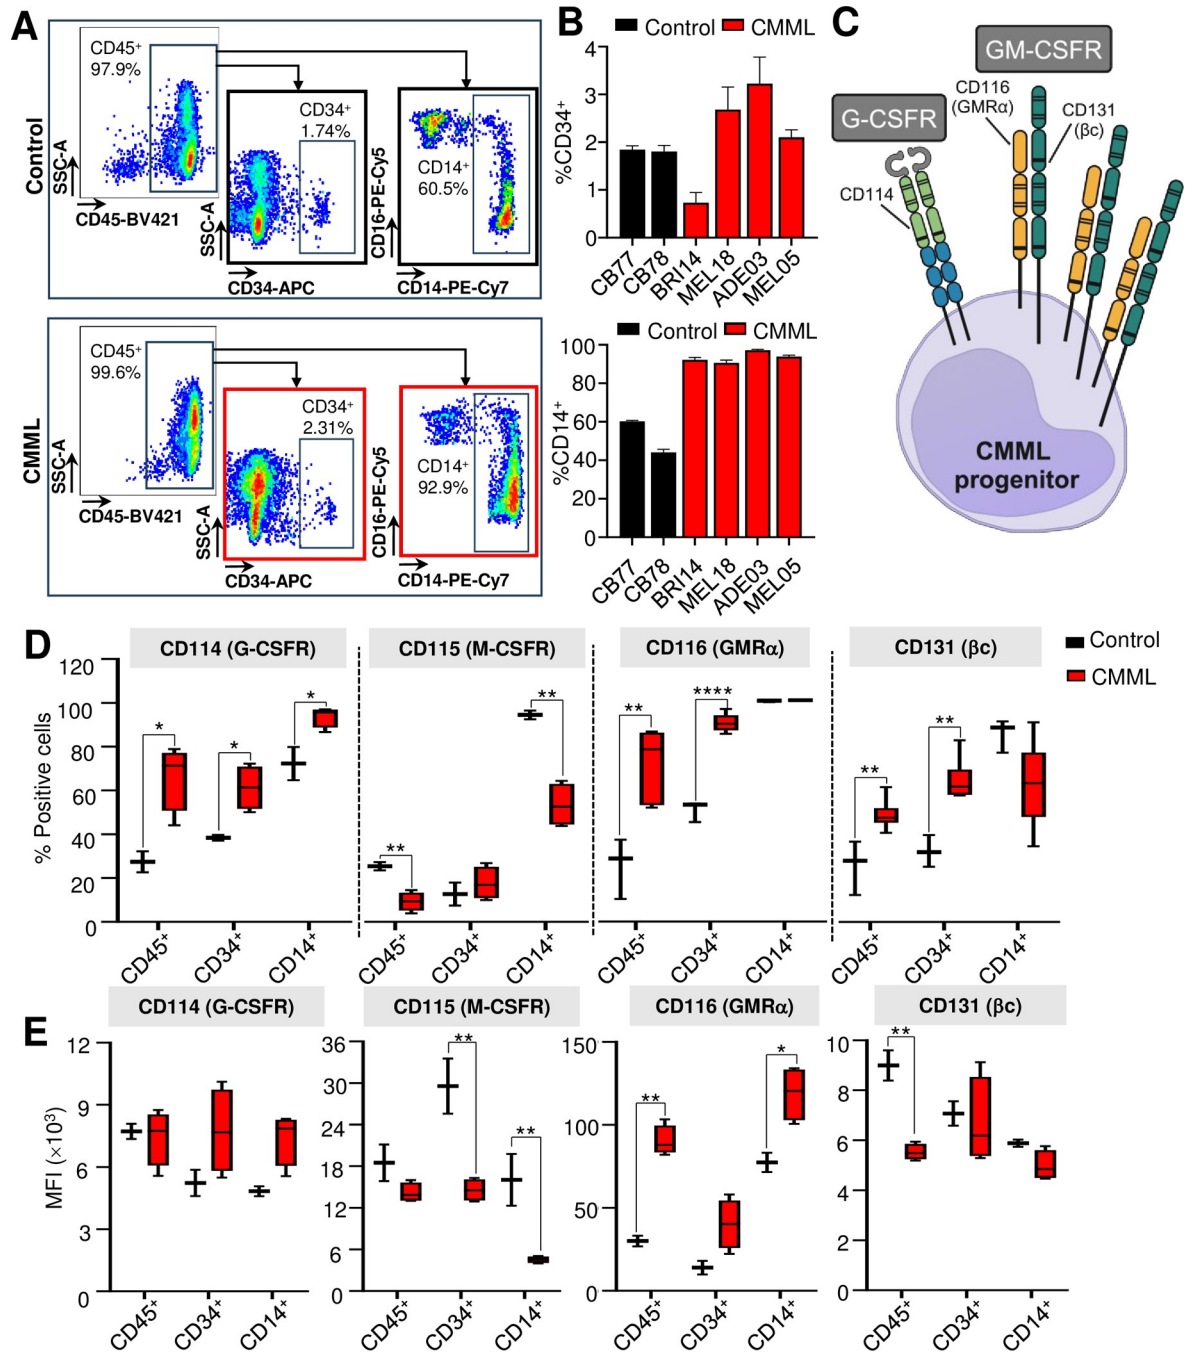 A
Control
CD45⁺
97.9%
SSC-A
CD45-BV421
CD34⁺
1.74%
SSC-A
CD34-APC
CD14⁺
60.5%
CD16-PE-Cy5
CD14-PE-Cy7
CMML
CD45⁺
99.6%
SSC-A
CD45-BV421
CD34⁺
2.31%
SSC-A
CD34-APC
CD14⁺
92.9%
CD16-PE-Cy5
CD14-PE-Cy7
B
Control CMML
%CD34⁺
4
3
2
1
0
CB77 CB78 BRI14 MEL18 ADE03 MEL05
Control CMML
%CD14⁺
100
80
60
40
20
0
CB77 CB78 BRI14 MEL18 ADE03 MEL05
C
GM-CSFR
CD116
(GMRα)
CD131
(βc)
G-CSFR
CD114
CMML
progenitor
D
CD114 (G-CSFR) CD115 (M-CSFR) CD116 (GMRα) CD131 (βc)
Control
CMML
% Positive cells
120
100
80
60
40
20
0
* * *
** **
** ****
** **
CD45⁺ CD34⁺ CD14⁺ CD45⁺ CD34⁺ CD14⁺ CD45⁺ CD34⁺ CD14⁺ CD45⁺ CD34⁺ CD14⁺
E
CD114 (G-CSFR) CD115 (M-CSFR) CD116 (GMRα) CD131 (βc)
MFI (×10³)
12
9
6
3
0
CD45⁺ CD34⁺ CD14⁺
36
30
24
18
12
6
0
** **
CD45⁺ CD34⁺ CD14⁺
150
100
50
0
** *
CD45⁺ CD34⁺ CD14⁺
10
8
6
4
2
0
**
CD45⁺ CD34⁺ CD14⁺